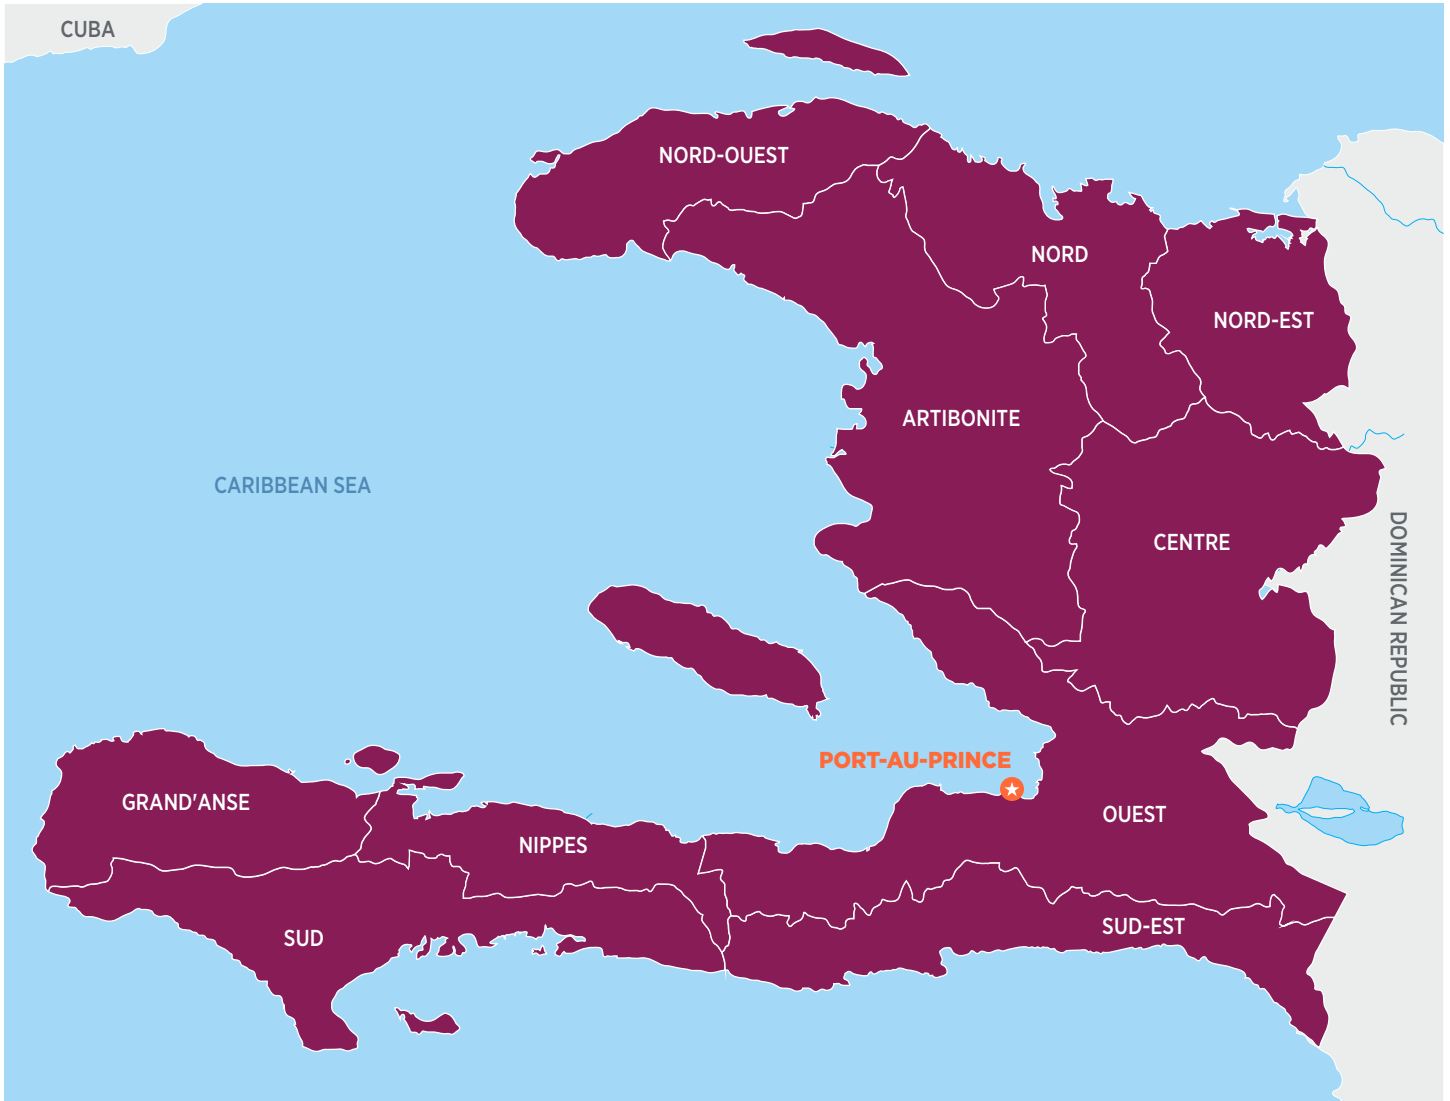 CUBA
NORD-OUEST
NORD
NORD-EST
ARTIBONITE
CARIBBEAN SEA
CENTRE
DOMINICAN REPUBLIC
PORT-AU-PRINCE
GRAND'ANSE
OUEST
NIPPES
SUD-EST
SUD